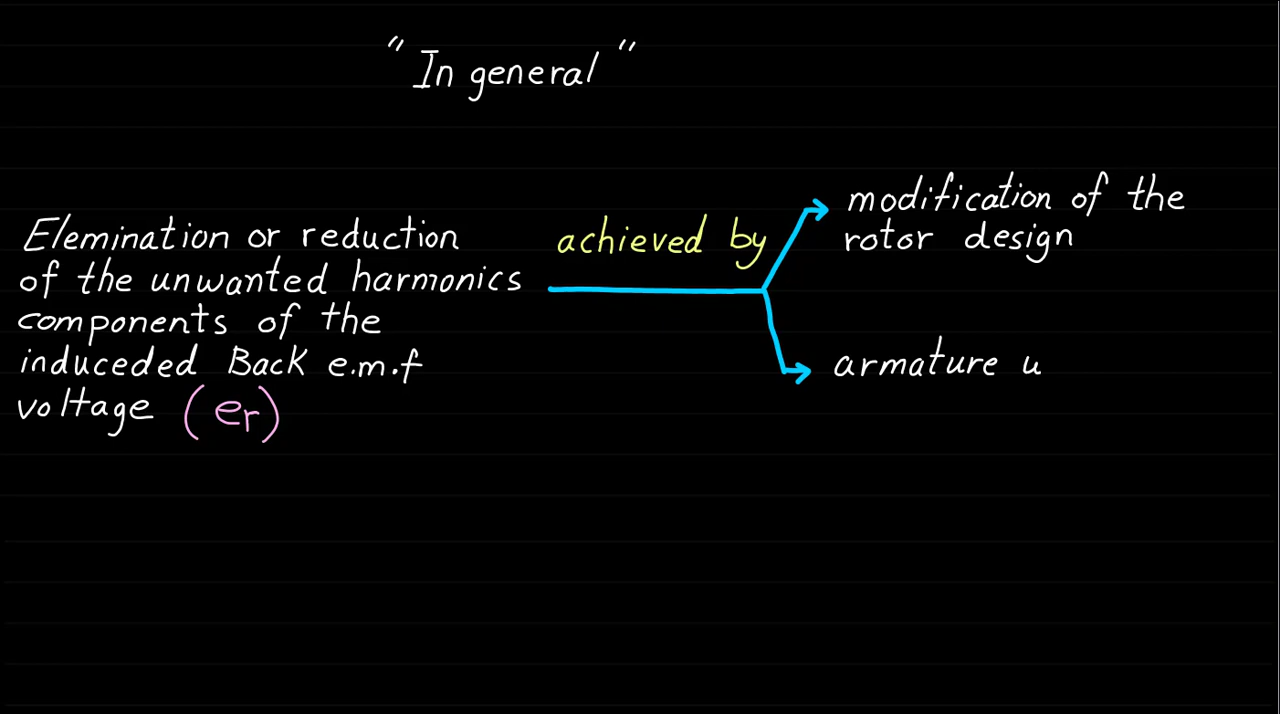 "In general"
Elemination or reduction
of the unwanted harmonics
components of the
induceded Back e.m.f
voltage (er)
achieved by
modification of the
rotor design
armature u